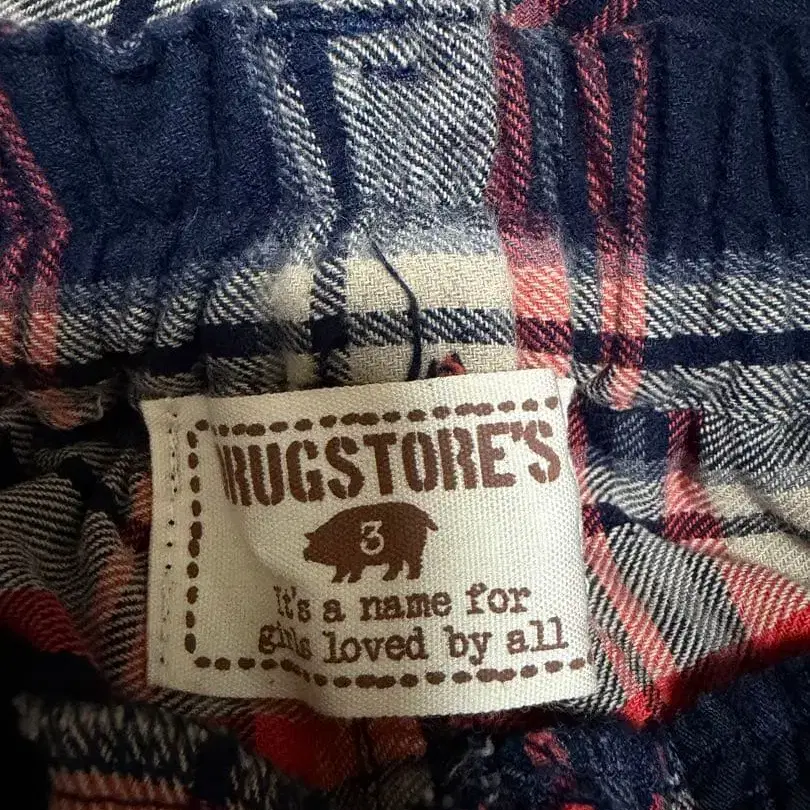 DRUGSTORE'S
3
It's a name for
girls loved by all